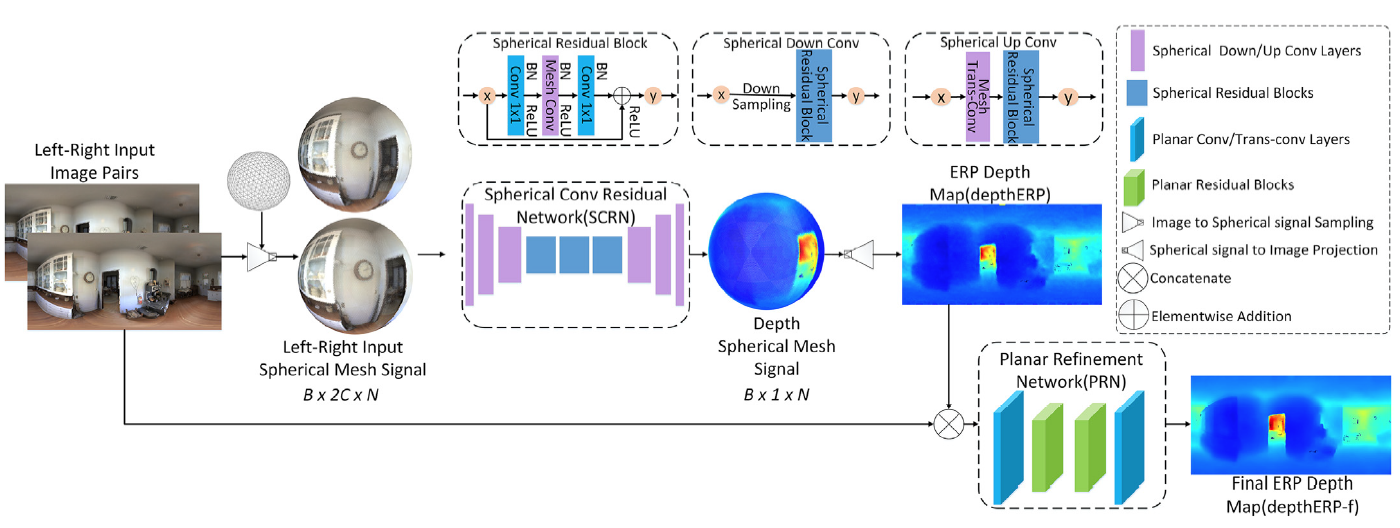 Spherical Residual Block
x
Conv 1x1
BN
ReLU
Mesh Conv
BN
ReLU
Conv 1x1
BN
ReLU
y
Spherical Down Conv
x
Down
Sampling
Spherical
Residual Block
y
Spherical Up Conv
x
Mesh
Trans-Conv
Spherical
Residual Block
y
Spherical Down/Up Conv Layers
Spherical Residual Blocks
Planar Conv/Trans-conv Layers
Planar Residual Blocks
Image to Spherical signal Sampling
Spherical signal to Image Projection
Concatenate
Elementwise Addition
Left-Right Input
Image Pairs
Left-Right Input
Spherical Mesh Signal
B x 2C x N
Spherical Conv Residual
Network(SCRN)
Depth
Spherical Mesh
Signal
B x 1 x N
ERP Depth
Map(depthERP)
Planar Refinement
Network(PRN)
Final ERP Depth
Map(depthERP-f)